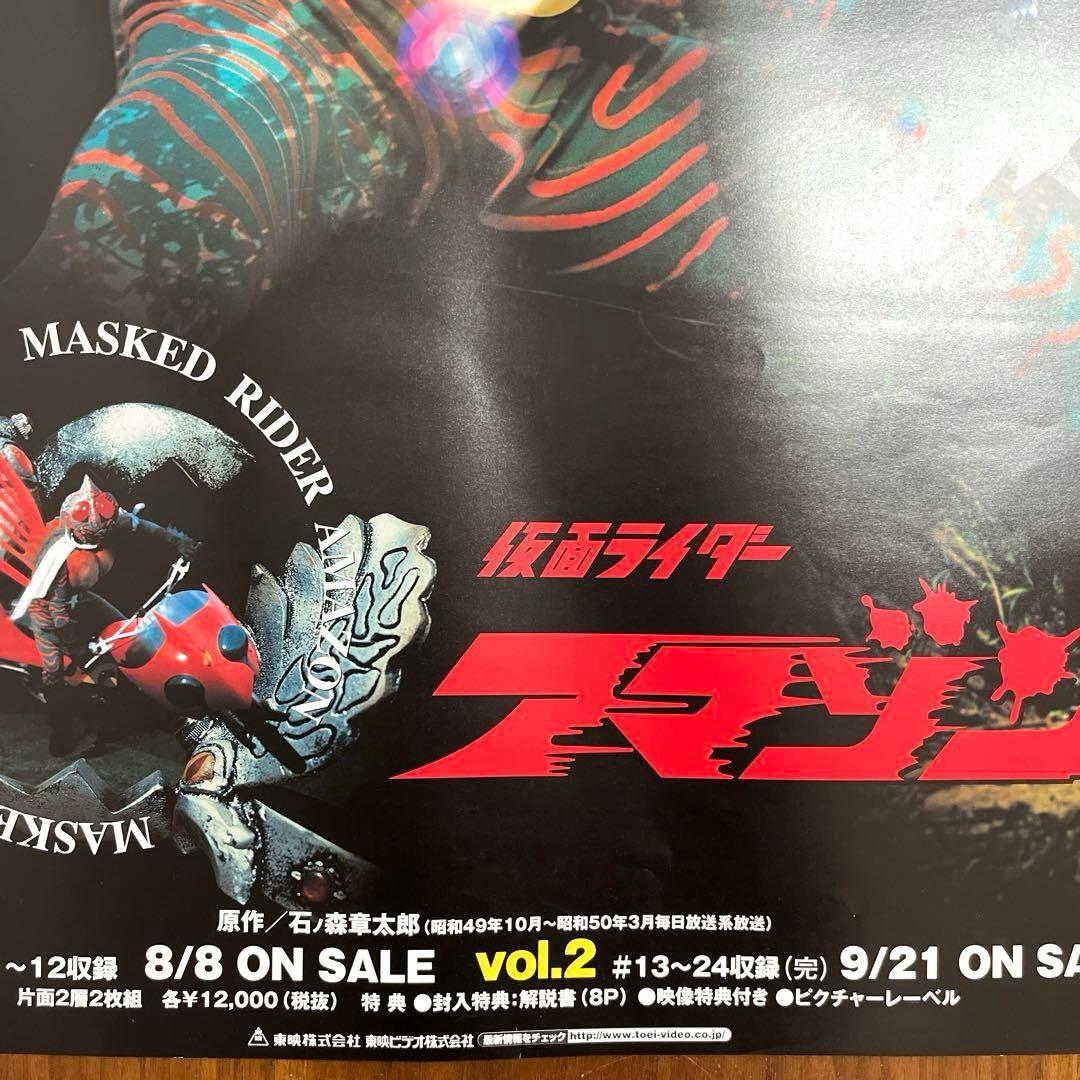 MASKED RIDER AMAZON
仮面ライダー
アマゾン
MASKE
原作／石ノ森章太郎(昭和49年10月〜昭和50年3月毎日放送系放送)
〜12収録 8/8 ON SALE vol.2 #13〜24収録(完) 9/21 ON SA
片面2層2枚組 各¥12,000(税抜) 特典 ●封入特典:解説書(8P) ●映像特典付き ●ピクチャーレーベル
東映株式会社 東映ビデオ株式会社 最新情報をチェック http://www.toei-video.co.jp/